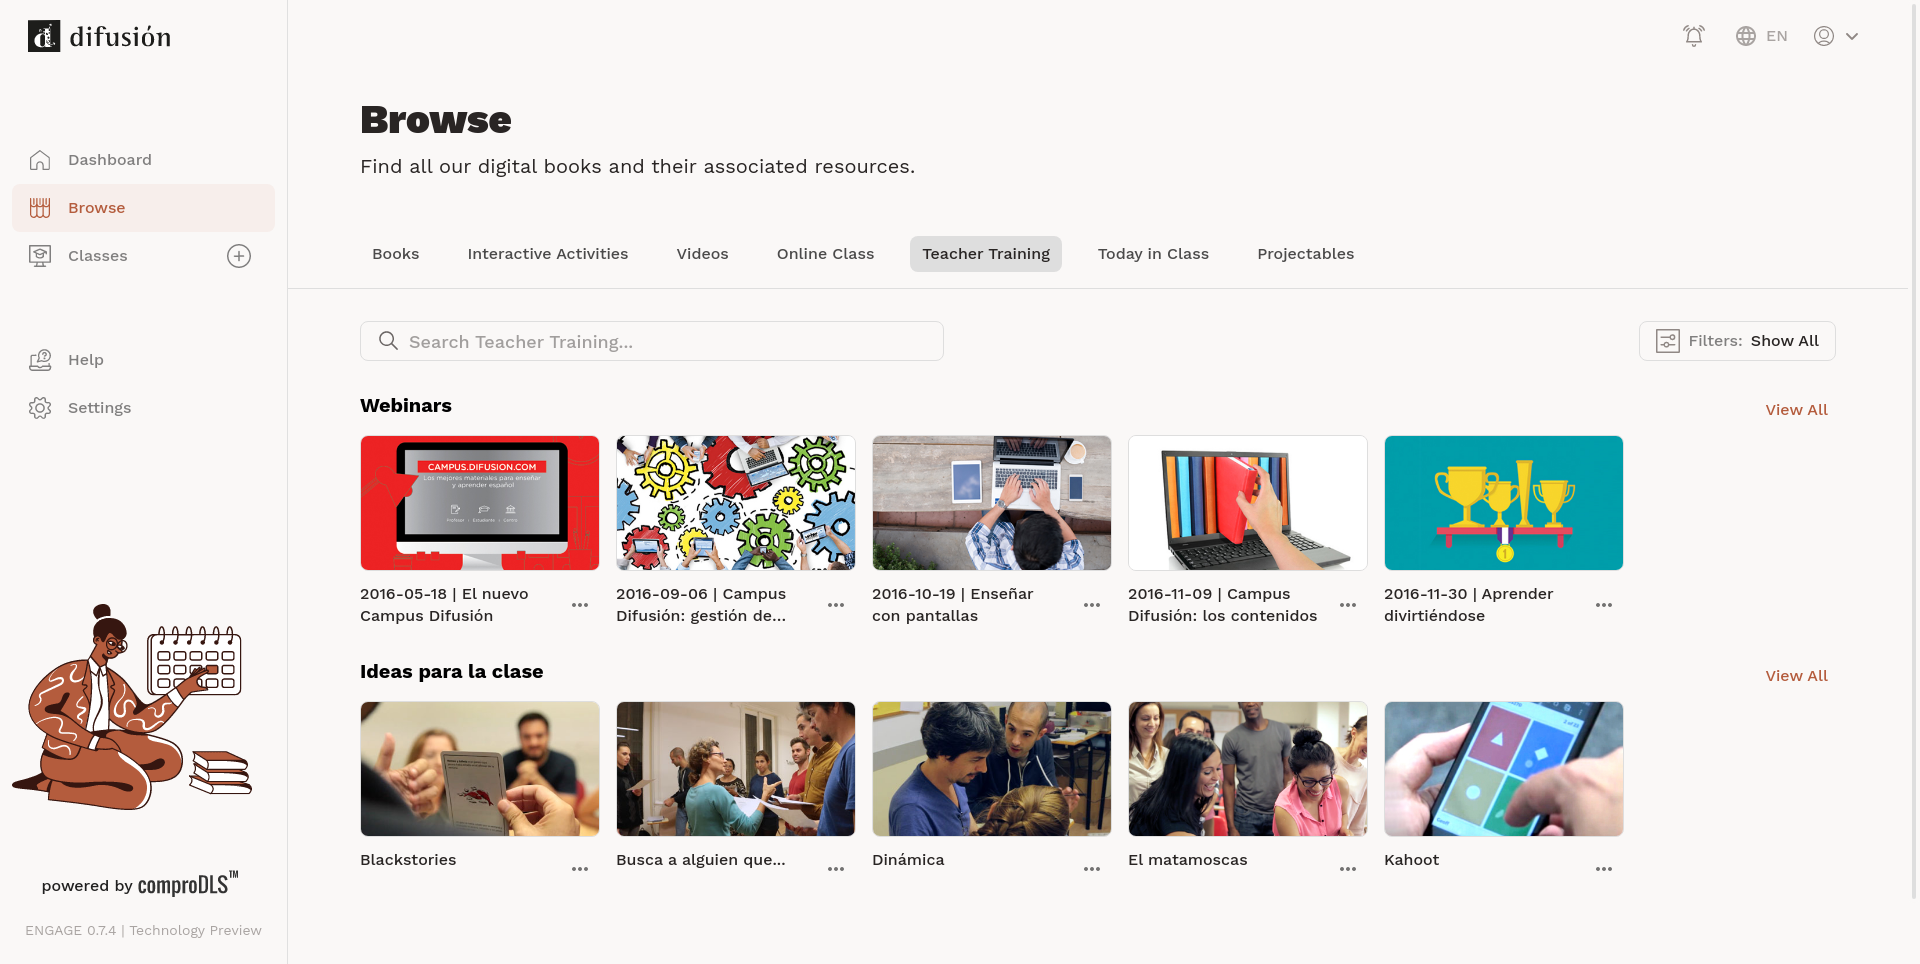 difusión
EN
Dashboard
Browse
Classes
Help
Settings
powered by comproDLS™
ENGAGE 0.7.4 | Technology Preview
Browse
Find all our digital books and their associated resources.
Books
Interactive Activities
Videos
Online Class
Teacher Training
Today in Class
Projectables
Search Teacher Training...
Filters: Show All
Webinars
View All
CAMPUS.DIFUSION.COM
Los mejores materiales para enseñar
y aprender español
Profesor
Estudiante
Centro
2016-05-18 | El nuevo
Campus Difusión
2016-09-06 | Campus
Difusión: gestión de...
2016-10-19 | Enseñar
con pantallas
2016-11-09 | Campus
Difusión: los contenidos
1
2016-11-30 | Aprender
divirtiéndose
Ideas para la clase
View All
Blackstories
Busca a alguien que...
Dinámica
El matamoscas
Kahoot